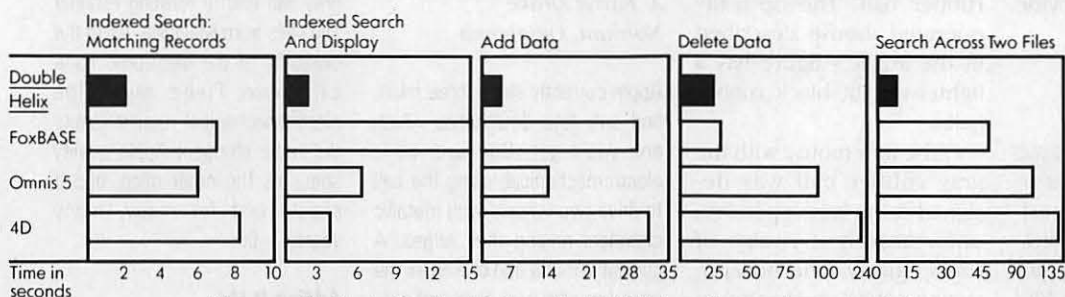 Indexed Search:
Matching Records
Indexed Search
And Display
Add Data
Delete Data
Search Across Two Files
Double
Helix
FoxBASE
Omnis 5
4D
Time in
seconds
2 4 6 8 10
3 6 9 12 15
7 14 21 28 35
25 50 75 100 240
15 30 45 90 135